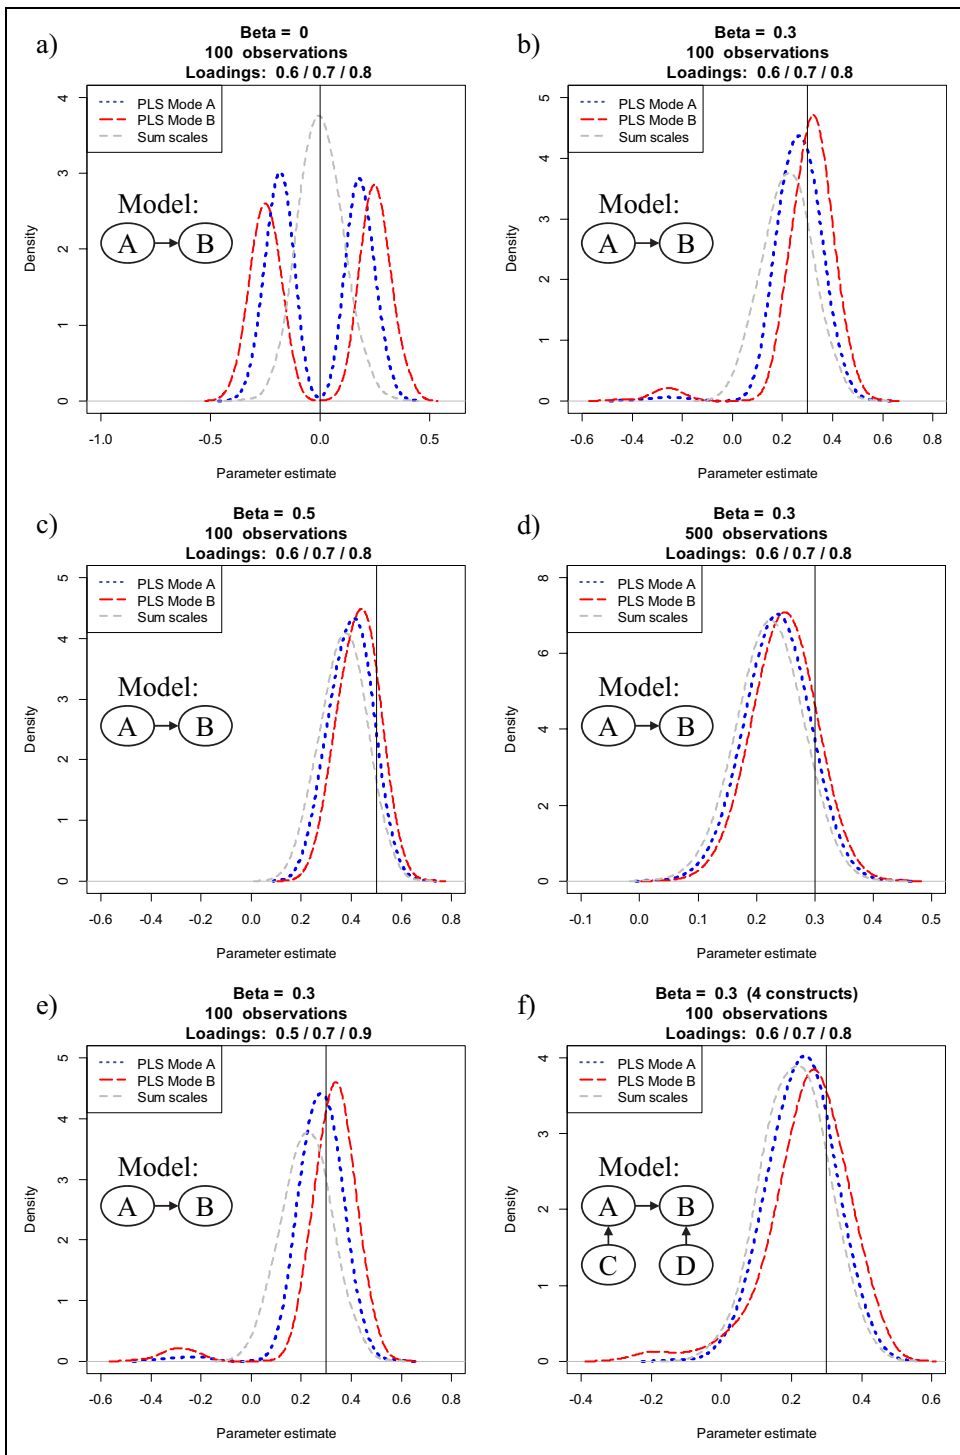 a)
Beta = 0
100 observations
Loadings: 0.6 / 0.7 / 0.8
PLS Mode A
PLS Mode B
Sum scales
Model:
A B
Density
0 1 2 3 4
-1.0 -0.5 0.0 0.5
Parameter estimate
b)
Beta = 0.3
100 observations
Loadings: 0.6 / 0.7 / 0.8
PLS Mode A
PLS Mode B
Sum scales
Model:
A B
Density
0 1 2 3 4 5
-0.6 -0.4 -0.2 0.0 0.2 0.4 0.6 0.8
Parameter estimate
c)
Beta = 0.5
100 observations
Loadings: 0.6 / 0.7 / 0.8
PLS Mode A
PLS Mode B
Sum scales
Model:
A B
Density
0 1 2 3 4 5
-0.6 -0.4 -0.2 0.0 0.2 0.4 0.6 0.8
Parameter estimate
d)
Beta = 0.3
500 observations
Loadings: 0.6 / 0.7 / 0.8
PLS Mode A
PLS Mode B
Sum scales
Model:
A B
Density
0 2 4 6 8
-0.1 0.0 0.1 0.2 0.3 0.4 0.5
Parameter estimate
e)
Beta = 0.3
100 observations
Loadings: 0.5 / 0.7 / 0.9
PLS Mode A
PLS Mode B
Sum scales
Model:
A B
Density
0 1 2 3 4 5
-0.6 -0.4 -0.2 0.0 0.2 0.4 0.6 0.8
Parameter estimate
f)
Beta = 0.3 (4 constructs)
100 observations
Loadings: 0.6 / 0.7 / 0.8
PLS Mode A
PLS Mode B
Sum scales
Model:
A B
C D
Density
0 1 2 3 4
-0.4 -0.2 0.0 0.2 0.4 0.6
Parameter estimate